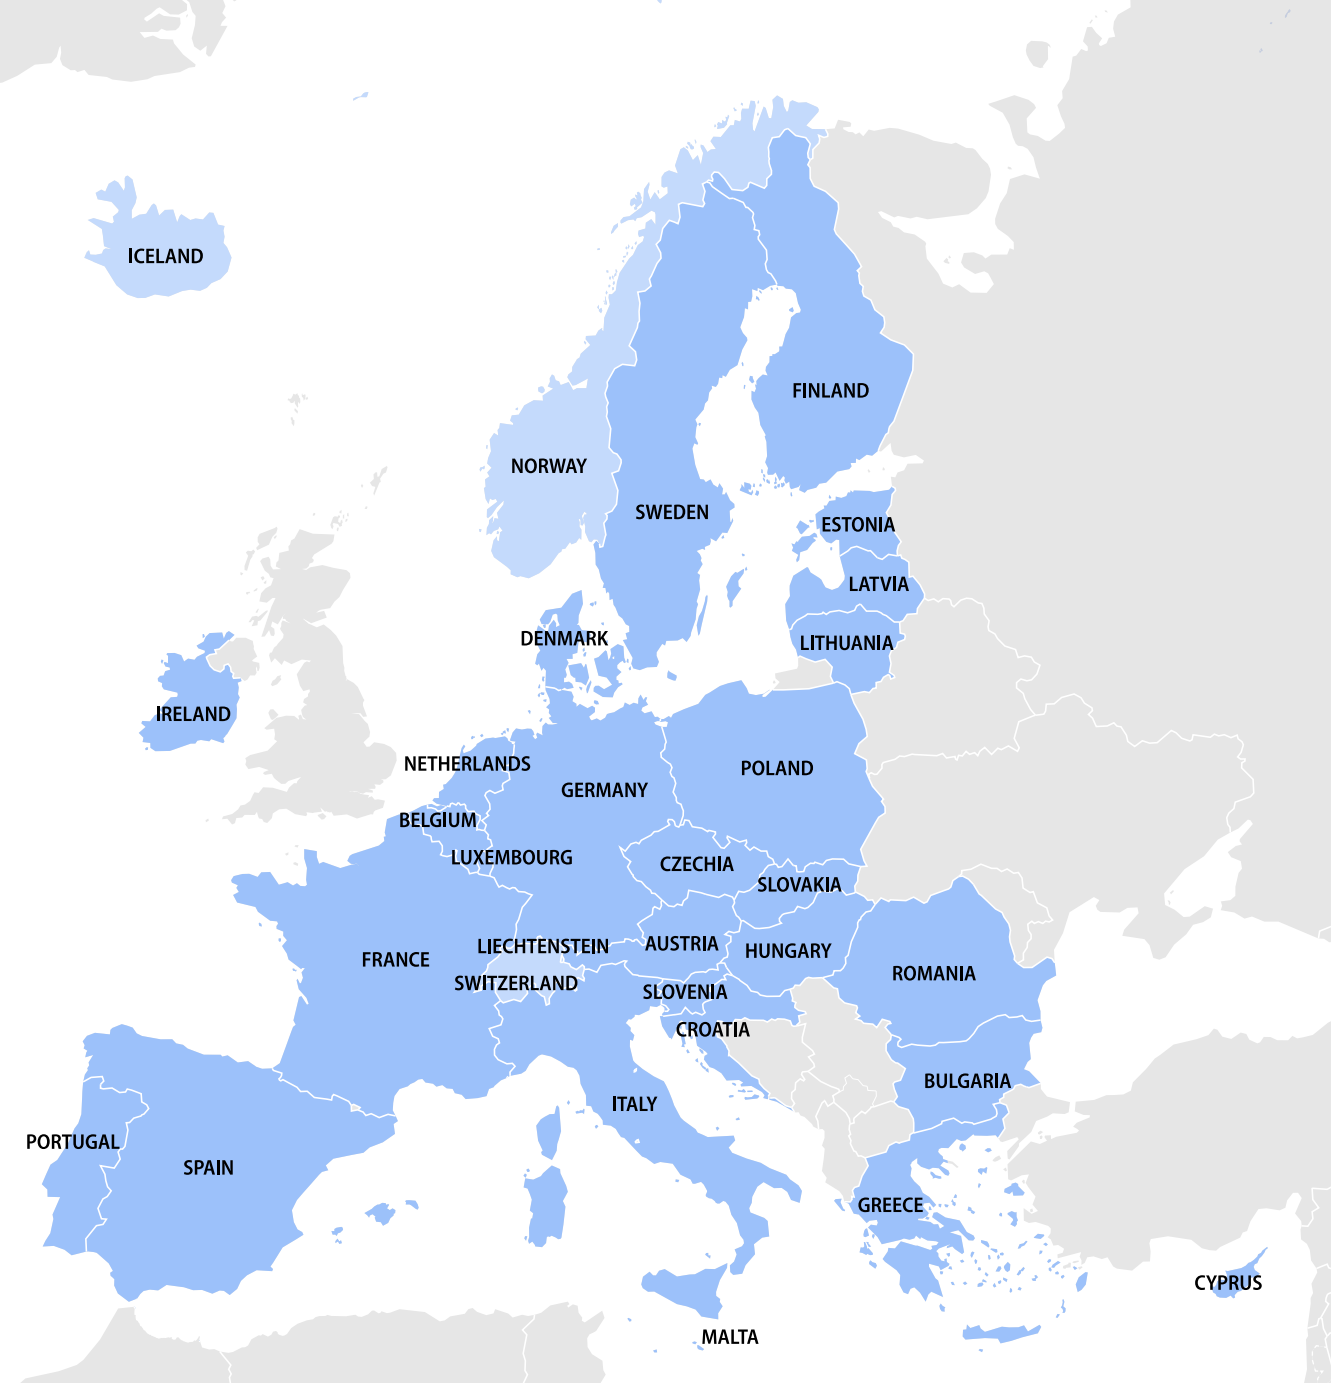 ICELAND
FINLAND
NORWAY
SWEDEN
ESTONIA
LATVIA
DENMARK
LITHUANIA
IRELAND
NETHERLANDS
POLAND
GERMANY
BELGIUM
LUXEMBOURG
CZECHIA
SLOVAKIA
LIECHTENSTEIN
AUSTRIA
HUNGARY
FRANCE
ROMANIA
SWITZERLAND
SLOVENIA
CROATIA
BULGARIA
ITALY
PORTUGAL
SPAIN
GREECE
CYPRUS
MALTA